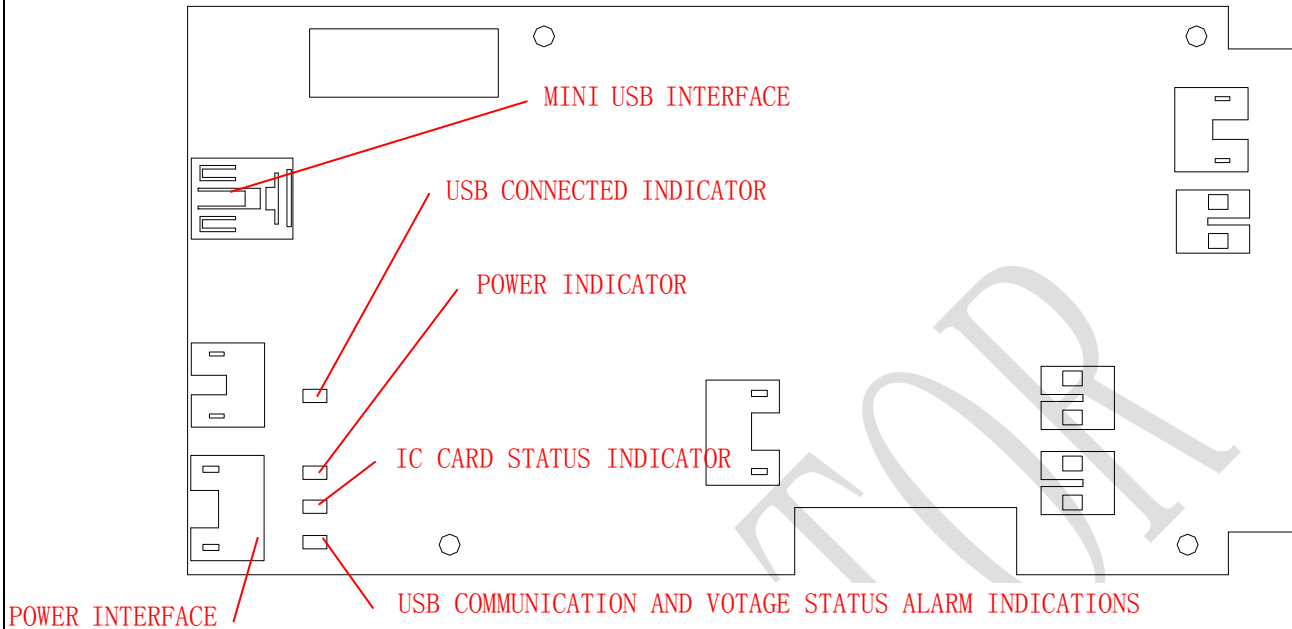 MINI USB INTERFACE
USB CONNECTED INDICATOR
POWER INDICATOR
IC CARD STATUS INDICATOR
USB COMMUNICATION AND VOTAGE STATUS ALARM INDICATIONS
POWER INTERFACE
TOR